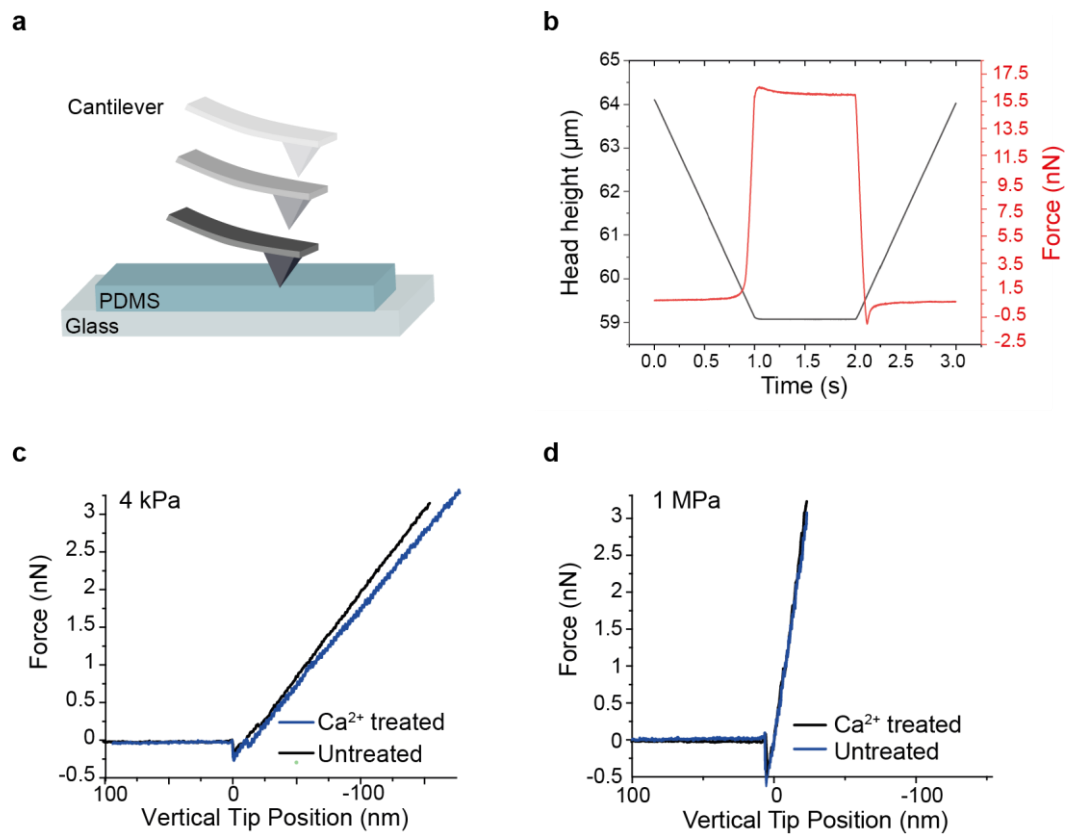 a
Cantilever
PDMS
Glass
b
65
64
63
62
61
60
59
Head height (µm)
0.0 0.5 1.0 1.5 2.0 2.5 3.0
Time (s)
17.5
15.5
13.5
11.5
9.5
7.5
5.5
3.5
1.5
-0.5
-2.5
Force (nN)
c
4 kPa
3
2.5
2
1.5
1
0.5
0
-0.5
Force (nN)
Ca²⁺ treated
Untreated
100 0 -100
Vertical Tip Position (nm)
d
1 MPa
3
2.5
2
1.5
1
0.5
0
-0.5
Force (nN)
Ca²⁺ treated
Untreated
100 0 -100
Vertical Tip Position (nm)